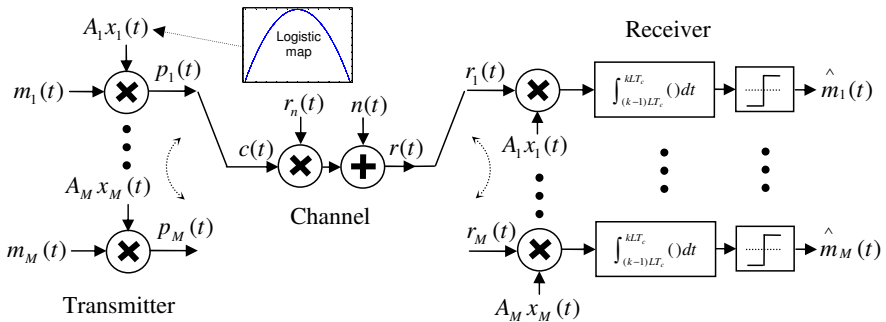 A₁x₁(t)
Logistic
map
Receiver
m₁(t)
p₁(t)
rₙ(t)
n(t)
r₁(t)
∫_{(k-1)LT_c}^{kLT_c} ()dt
m̂₁(t)
A₁x₁(t)
c(t)
r(t)
A_M x_M(t)
Channel
m_M(t)
p_M(t)
r_M(t)
∫_{(k-1)LT_c}^{kLT_c} ()dt
m̂_M(t)
Transmitter
A_M x_M(t)